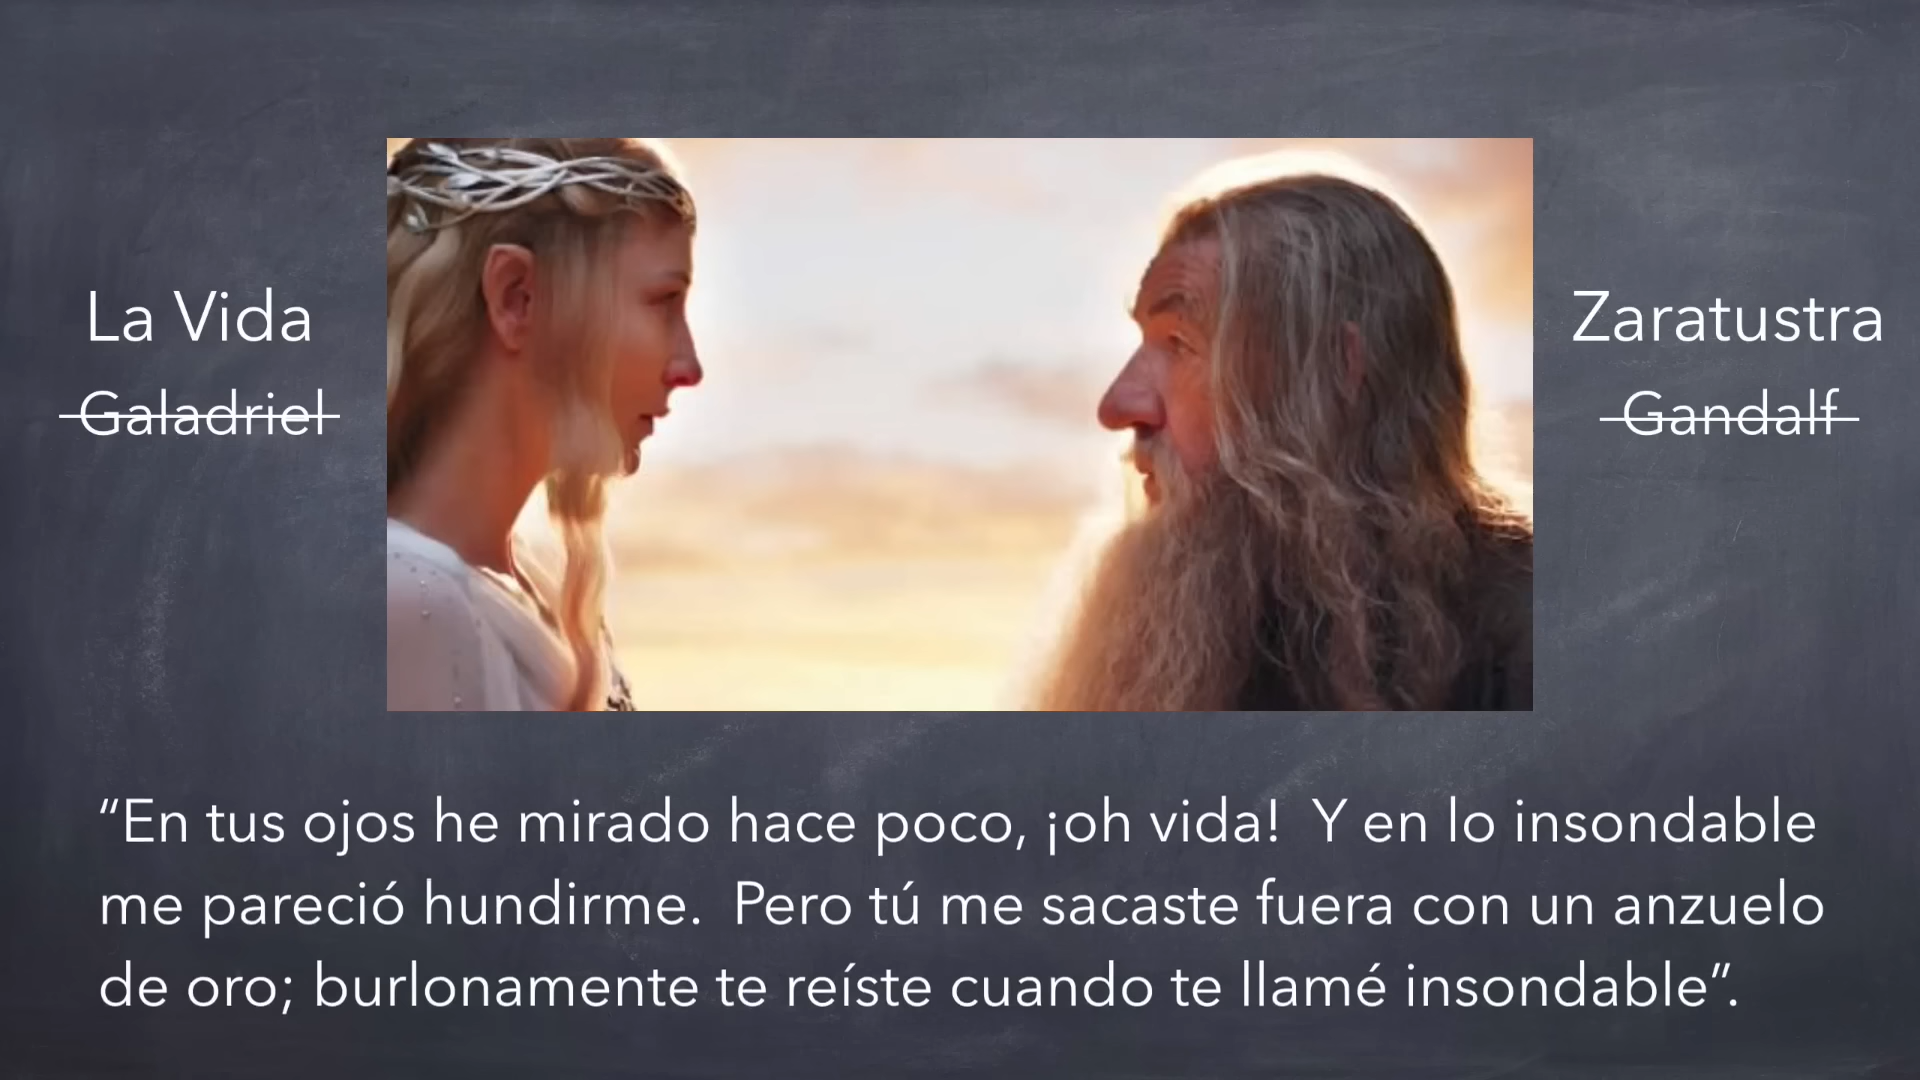 La Vida
Galadriel
Zaratustra
Gandalf
“En tus ojos he mirado hace poco, ¡oh vida!  Y en lo insondable
me pareció hundirme.  Pero tú me sacaste fuera con un anzuelo
de oro; burlonamente te reíste cuando te llamé insondable”.